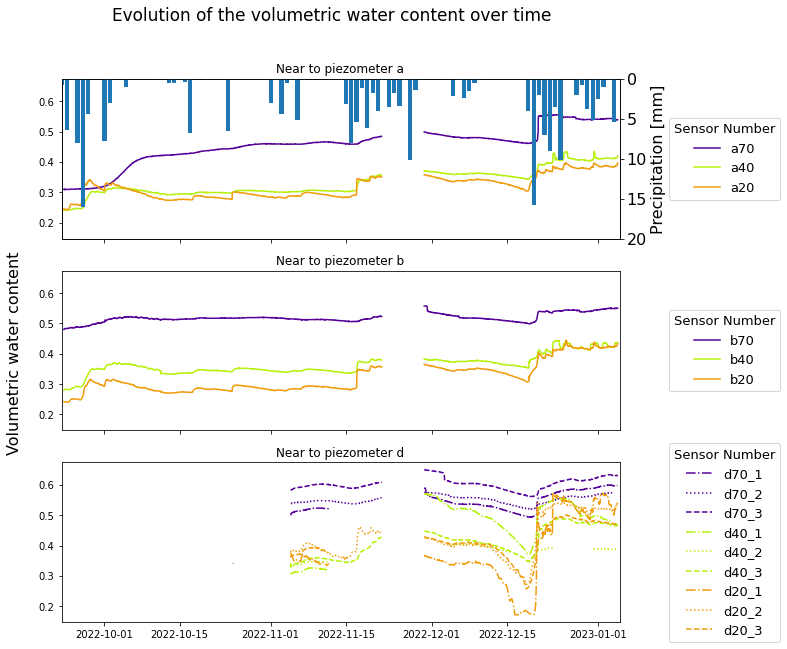 Evolution of the volumetric water content over time
Near to piezometer a
0.6
0.5
0.4
0.3
0.2
0
5
10
15
20
Precipitation [mm]
Sensor Number
a70
a40
a20
Volumetric water content
Near to piezometer b
0.6
0.5
0.4
0.3
0.2
Sensor Number
b70
b40
b20
Near to piezometer d
0.6
0.5
0.4
0.3
0.2
2022-10-01
2022-10-15
2022-11-01
2022-11-15
2022-12-01
2022-12-15
2023-01-01
Sensor Number
d70_1
d70_2
d70_3
d40_1
d40_2
d40_3
d20_1
d20_2
d20_3